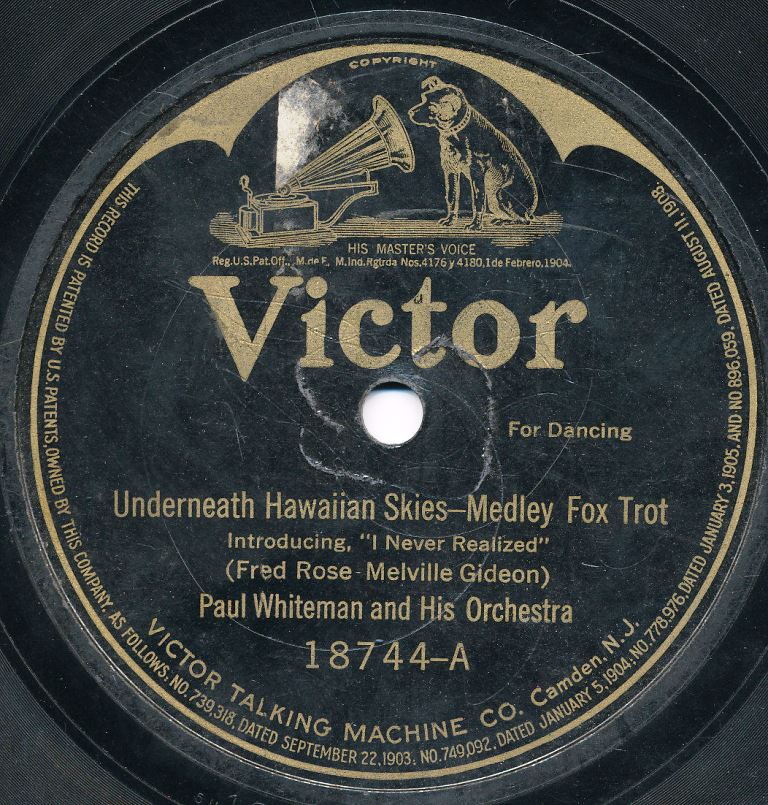 COPYRIGHT
HIS MASTER'S VOICE
Reg.U.S.Pat.Off., M.de F. M.Ind.Rgtrda Nos.4176 y 4180,1 de Febrero,1904.
Victor
For Dancing
Underneath Hawaiian Skies—Medley Fox Trot
Introducing, "I Never Realized"
(Fred Rose-Melville Gideon)
Paul Whiteman and His Orchestra
18744-A
VICTOR TALKING MACHINE CO. Camden, N.J.
THIS RECORD IS PATENTED BY U.S. PATENTS, OWNED BY THIS COMPANY AS FOLLOWS: NO. 739,318, DATED SEPTEMBER 22, 1903. NO. 749,092, DATED JANUARY 5, 1904; NO. 778,976, DATED JANUARY 3, 1905, AND NO. 896,059, DATED AUGUST 11, 1908.